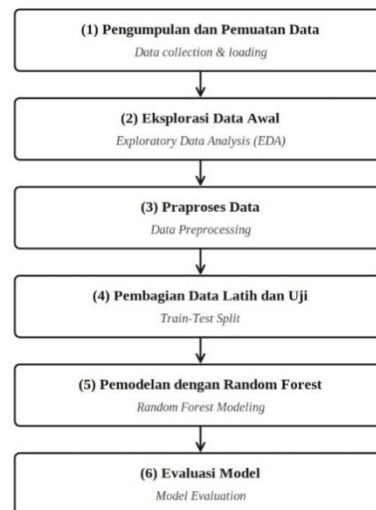 (1) Pengumpulan dan Pemuatan Data
Data collection & loading
(2) Eksplorasi Data Awal
Exploratory Data Analysis (EDA)
(3) Praproses Data
Data Preprocessing
(4) Pembagian Data Latih dan Uji
Train-Test Split
(5) Pemodelan dengan Random Forest
Random Forest Modeling
(6) Evaluasi Model
Model Evaluation